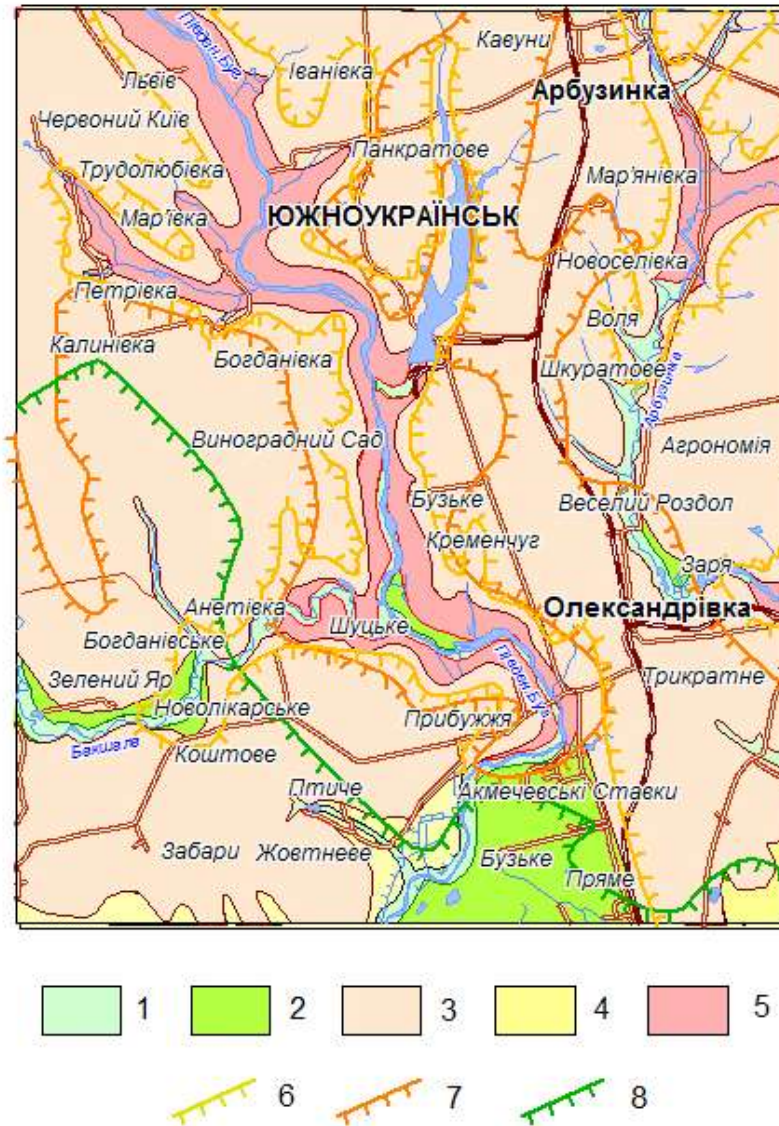 Півден.Буг
Кавуни
Іванівка
Львів
Арбузинка
Червоний Київ
Панкратове
Трудолюбівка
Мар'янівка
Мар'ївка
ЮЖНОУКРАЇНСЬК
Новоселівка
Петрівка
Воля
Калинівка
Богданівка
Шкуратове
Арбузинка
Виноградний Сад
Агрономія
Бузьке
Веселий Роздол
Кременчуг
Заря
Анетівка
Олександрівка
Шуцьке
Богданівське
Зелений Яр
Півден.Буг
Трикратне
Новолікарське
Прибужжя
Бакшала
Коштове
Птиче
Акмечевські Ставки
Забари
Жовтневе
Бузьке
Пряме
1 2 3 4 5
6 7 8